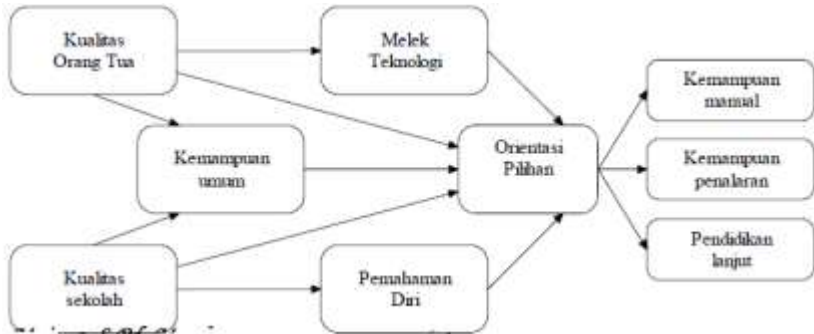 Kualitas
Orang Tua
Melek
Teknologi
Kemampuan
manual
Kemampuan
umum
Orientasi
Pilihan
Kemampuan
penalaran
Kualitas
sekolah
Pemahaman
Diri
Pendidikan
lanjut